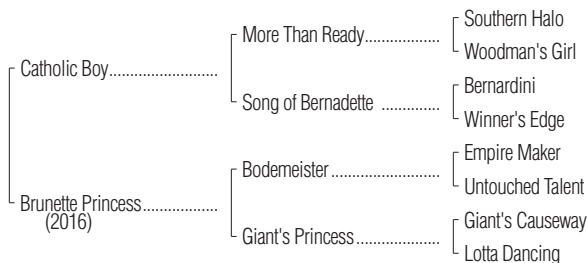 Southern Halo
More Than Ready....................
Woodman's Girl
Catholic Boy.............................
Bernardini
Song of Bernadette ................
Winner's Edge
Empire Maker
Bodemeister.............................
Untouched Talent
Brunette Princess....................
(2016)
Giant's Causeway
Giant's Princess.......................
Lotta Dancing